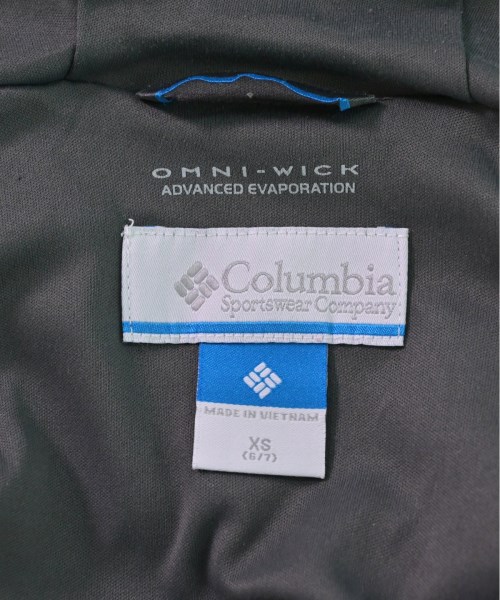 OMNI-WICK
ADVANCED EVAPORATION
Columbia
Sportswear Company
MADE IN VIETNAM
XS
(6/7)